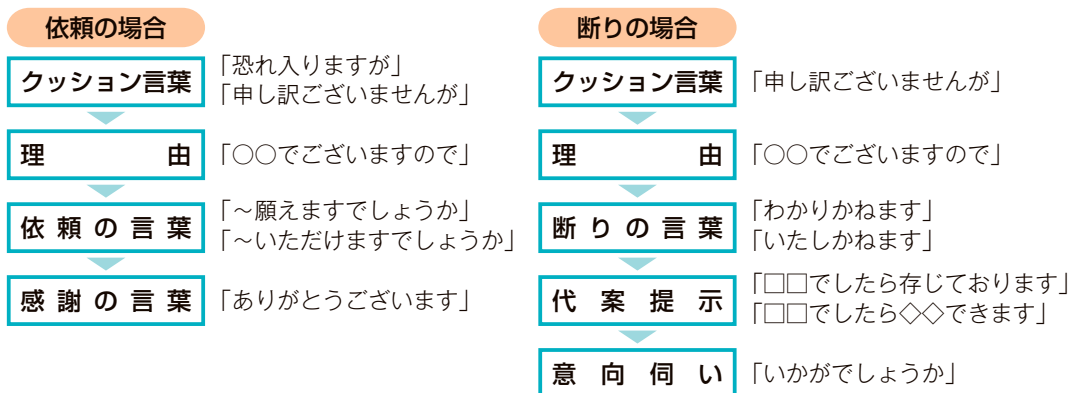 依頼の場合
クッション言葉
「恐れ入りますが」
「申し訳ございませんが」
理由
「○○でございますので」
依頼の言葉
「～願えますでしょうか」
「～いただけますでしょうか」
感謝の言葉
「ありがとうございます」
断りの場合
クッション言葉
「申し訳ございませんが」
理由
「○○でございますので」
断りの言葉
「わかりかねます」
「いたしかねます」
代案提示
「□□でしたら存じております」
「□□でしたら◇◇できます」
意向伺い
「いかがでしょうか」